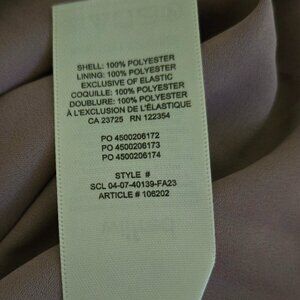 SHELL: 100% POLYESTER
LINING: 100% POLYESTER
EXCLUSIVE OF ELASTIC
COQUILLE: 100% POLYESTER
DOUBLURE: 100% POLYESTER
À L'EXCLUSION DE L'ÉLASTIQUE
CA 23725 RN 122354
PO 4500206172
PO 4500206173
PO 4500206174
STYLE #
SCL 04-07-40139-FA23
ARTICLE # 106202